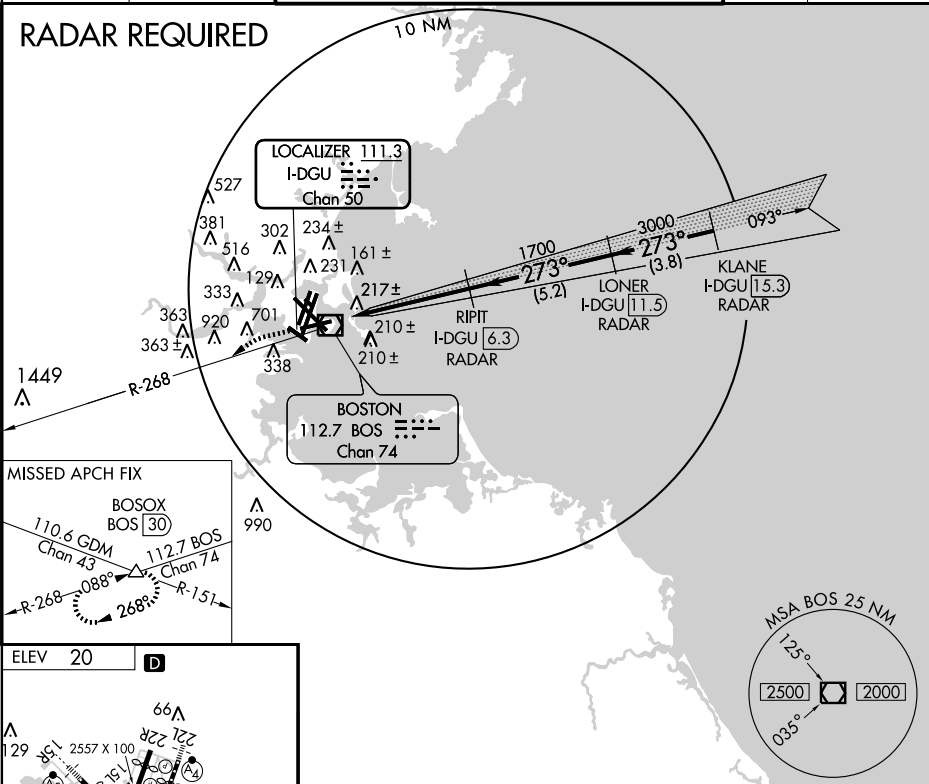 RADAR REQUIRED
10 NM
LOCALIZER 111.3
I-DGU
Chan 50
527
381
516
302
234 ±
231
161 ±
129
333
217 ±
363
920
701
210 ±
363 ±
338
210 ±
1449
R-268
1700
3000
093°
273°
273°
(5.2)
(3.8)
KLANE
I-DGU 15.3
RADAR
LONER
I-DGU 11.5
RADAR
RIPIT
I-DGU 6.3
RADAR
BOSTON
112.7 BOS
Chan 74
MISSED APCH FIX
BOSOX
BOS 30
110.6 GDM
Chan 43
112.7 BOS
Chan 74
R-268
088°
268°
R-151
990
MSA BOS 25 NM
125°
2500
2000
035°
ELEV 20
D
129
66
15R
2557 X 100
15L
22R
22L
A4